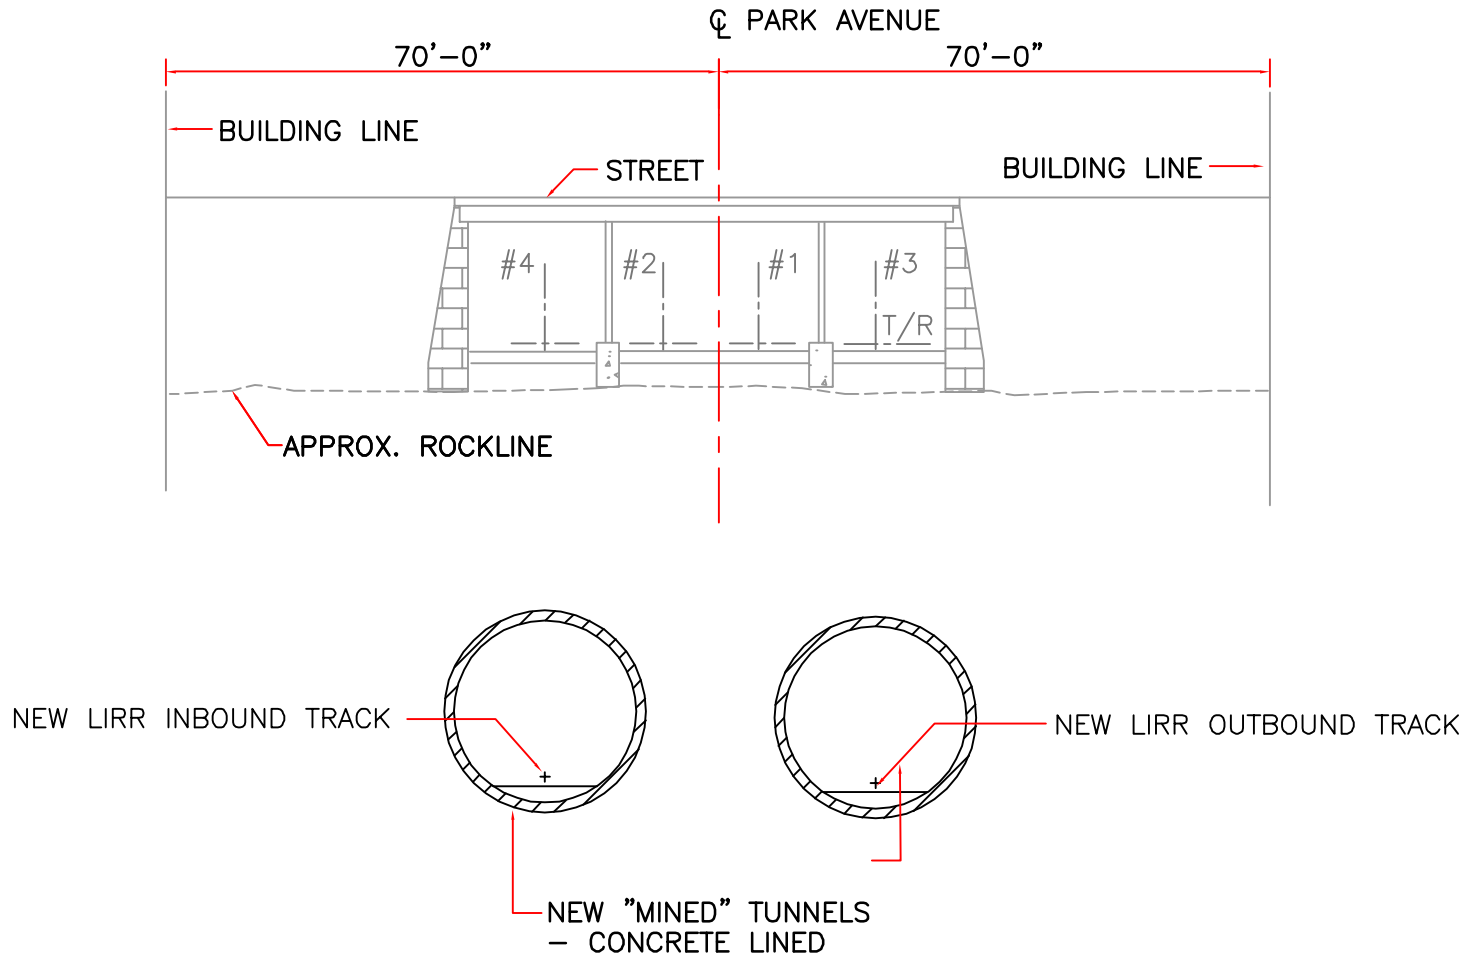 ℄ PARK AVENUE
70'-0" 70'-0"
BUILDING LINE
STREET
BUILDING LINE
#4 #2 #1 #3
T/R
APPROX. ROCKLINE
NEW LIRR INBOUND TRACK
NEW LIRR OUTBOUND TRACK
NEW "MINED" TUNNELS
- CONCRETE LINED